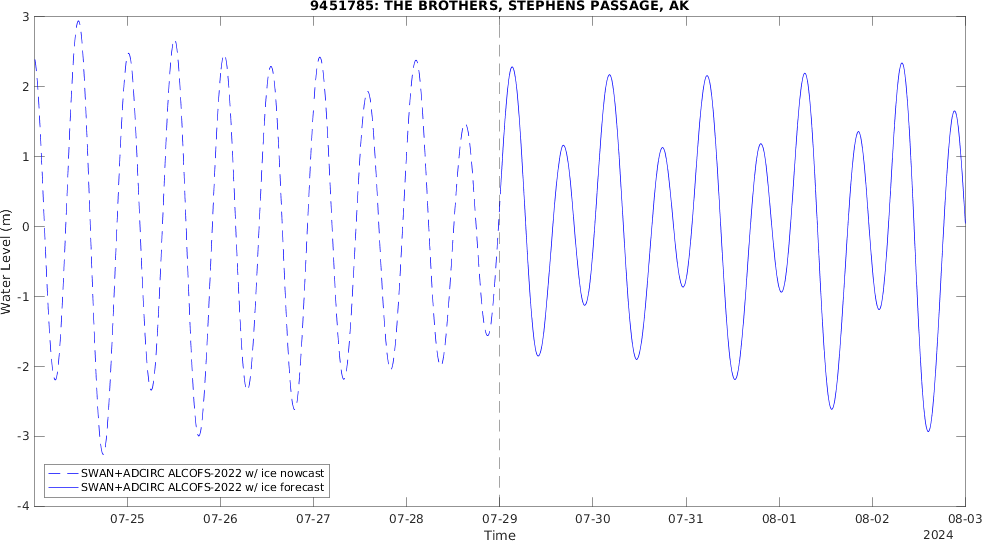 9451785: THE BROTHERS, STEPHENS PASSAGE, AK
3
2
1
0
-1
-2
-3
-4
Water Level (m)
SWAN+ADCIRC ALCOFS-2022 w/ ice nowcast
SWAN+ADCIRC ALCOFS-2022 w/ ice forecast
07-25 07-26 07-27 07-28 07-29 07-30 07-31 08-01 08-02 08-03
Time
2024